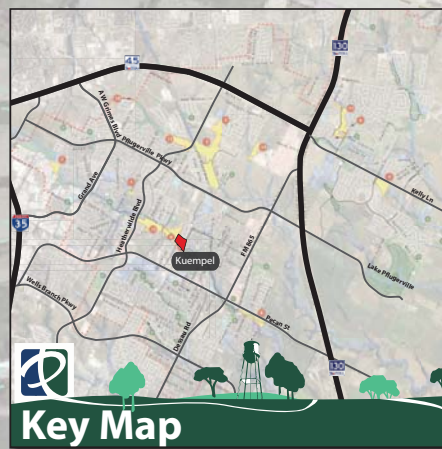 45
130
A W Grimes Blvd
Pflugerville Pkwy
Grand Ave
Heatherwilde Blvd
Kelly Ln
35
Kuempel
FM 865
Lake Pflugerville
Wells Branch Pkwy
Pecan St
Dessau Rd
130
Key Map